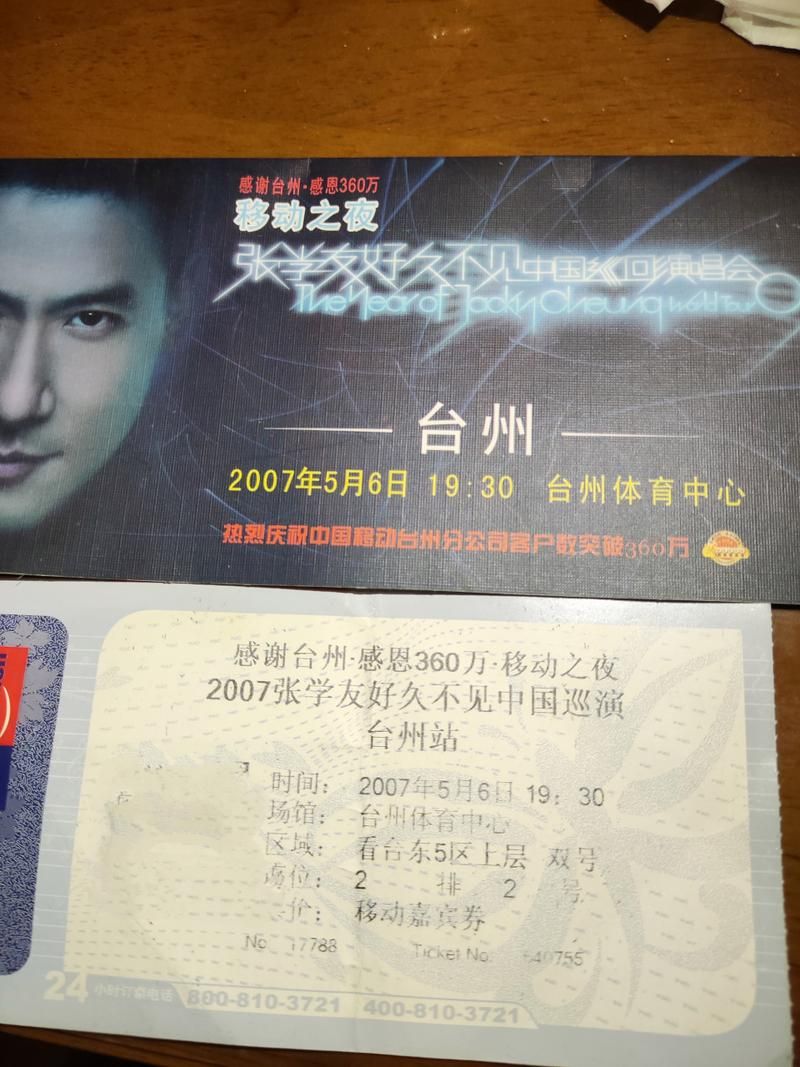 感谢台州·感恩360万
移动之夜
张学友好久不见中国巡回演唱会
The Year of Jacky Cheung World Tour
台州
2007年5月6日 19:30 台州体育中心
热烈庆祝中国移动台州分公司客户数突破360万
感谢台州·感恩360万·移动之夜
2007张学友好久不见中国巡演
台州站
时间: 2007年5月6日 19: 30
场馆: 台州体育中心
区域: 看台东5区上层 双号
位: 2 排 2 号
价: 移动嘉宾券
No 17788 Ticket No: 40755
24小时订票电话 800-810-3721 400-810-3721